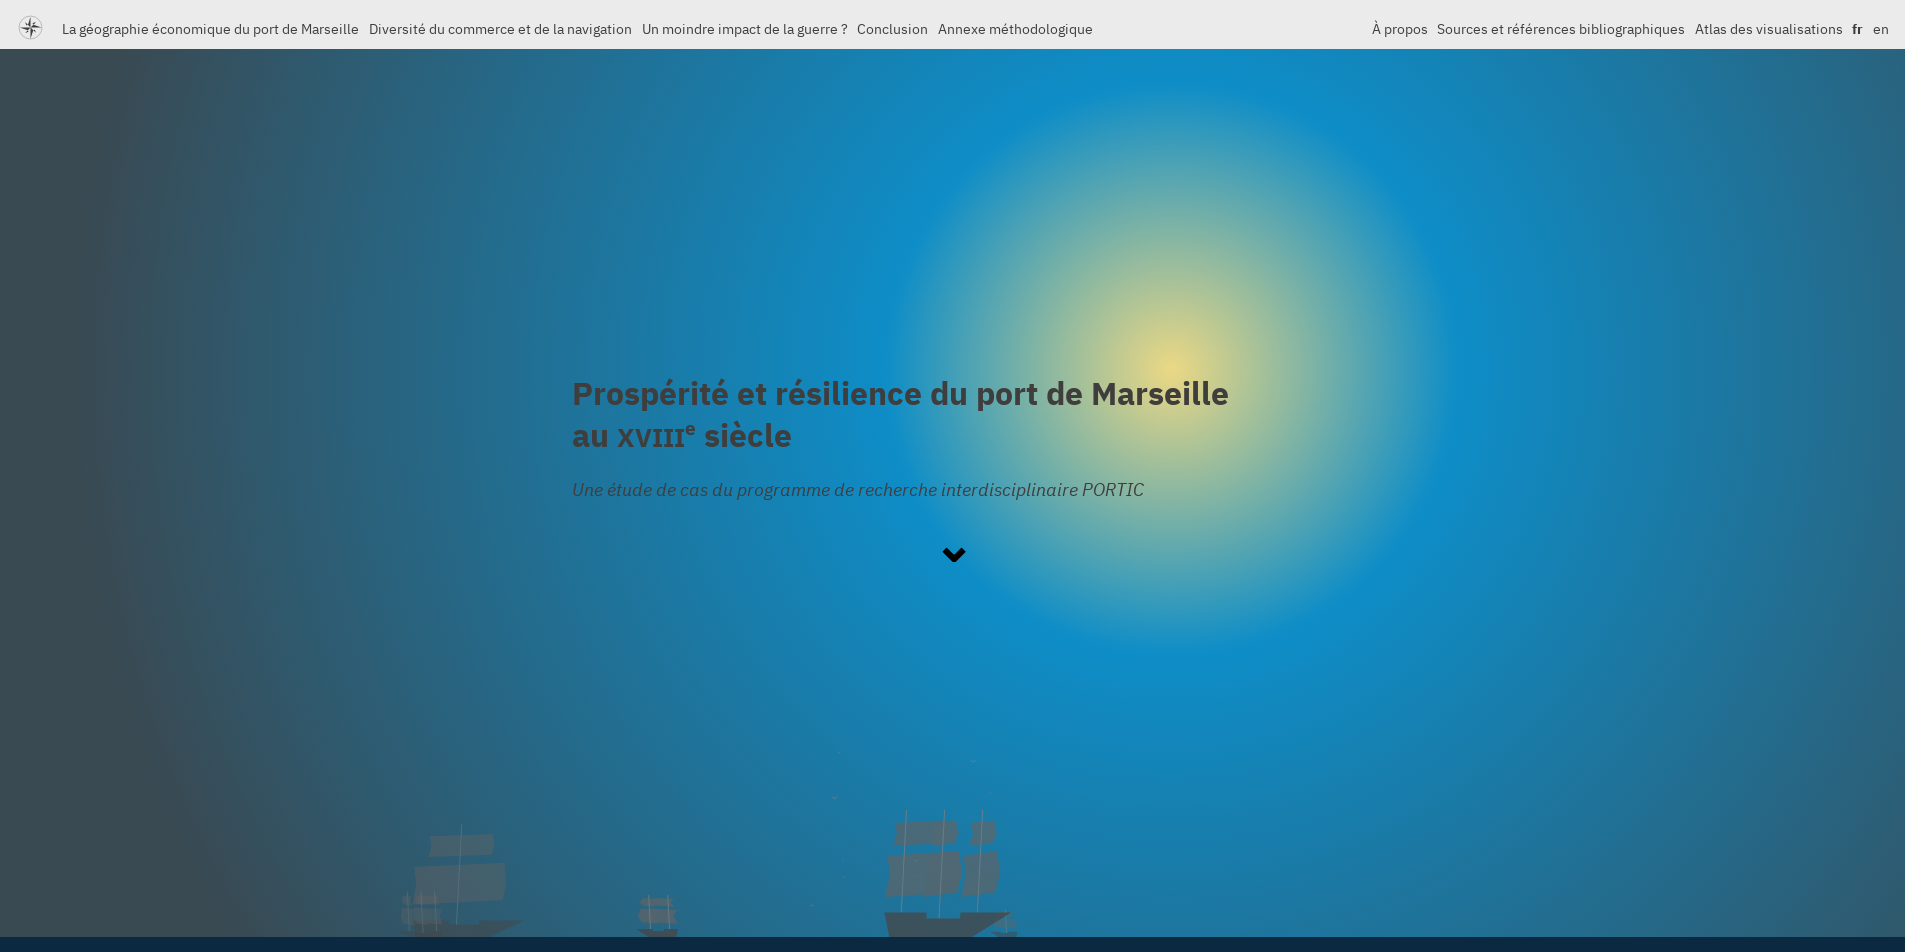 La géographie économique du port de Marseille Diversité du commerce et de la navigation Un moindre impact de la guerre ? Conclusion Annexe méthodologique À propos Sources et références bibliographiques Atlas des visualisations fr en
Prospérité et résilience du port de Marseille
au XVIIIe siècle
Une étude de cas du programme de recherche interdisciplinaire PORTIC